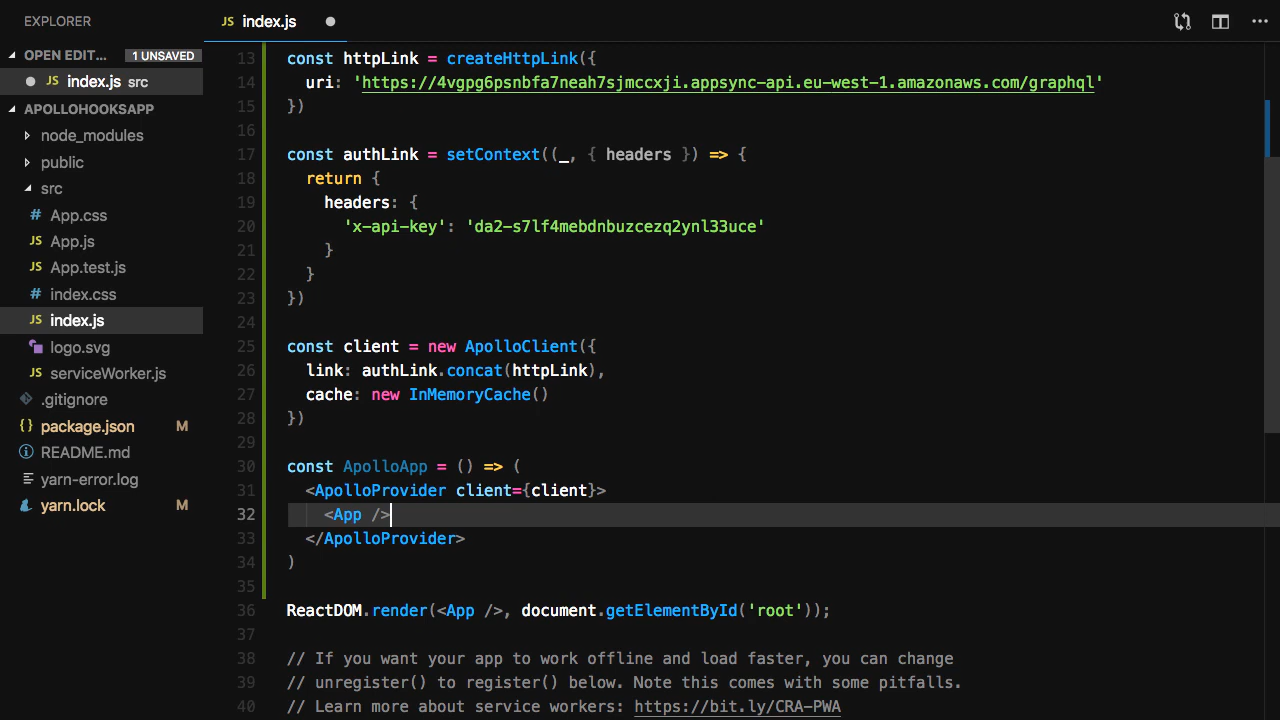 EXPLORER
OPEN EDIT... 1 UNSAVED
JS index.js src
APOLLOHOOKSAPP
node_modules
public
src
# App.css
JS App.js
JS App.test.js
# index.css
JS index.js
logo.svg
JS serviceWorker.js
.gitignore
{} package.json M
README.md
yarn-error.log
yarn.lock M
JS index.js
13 const httpLink = createHttpLink({
14 uri: 'https://4vgpg6psnbfa7neah7sjmccxji.appsync-api.eu-west-1.amazonaws.com/graphql'
15 })
16
17 const authLink = setContext((_, { headers }) => {
18 return {
19 headers: {
20 'x-api-key': 'da2-s7lf4mebdnbuzcezq2ynl33uce'
21 }
22 }
23 })
24
25 const client = new ApolloClient({
26 link: authLink.concat(httpLink),
27 cache: new InMemoryCache()
28 })
29
30 const ApolloApp = () => (
31 <ApolloProvider client={client}>
32 <App />
33 </ApolloProvider>
34 )
35
36 ReactDOM.render(<App />, document.getElementById('root'));
37
38 // If you want your app to work offline and load faster, you can change
39 // unregister() to register() below. Note this comes with some pitfalls.
40 // Learn more about service workers: https://bit.ly/CRA-PWA